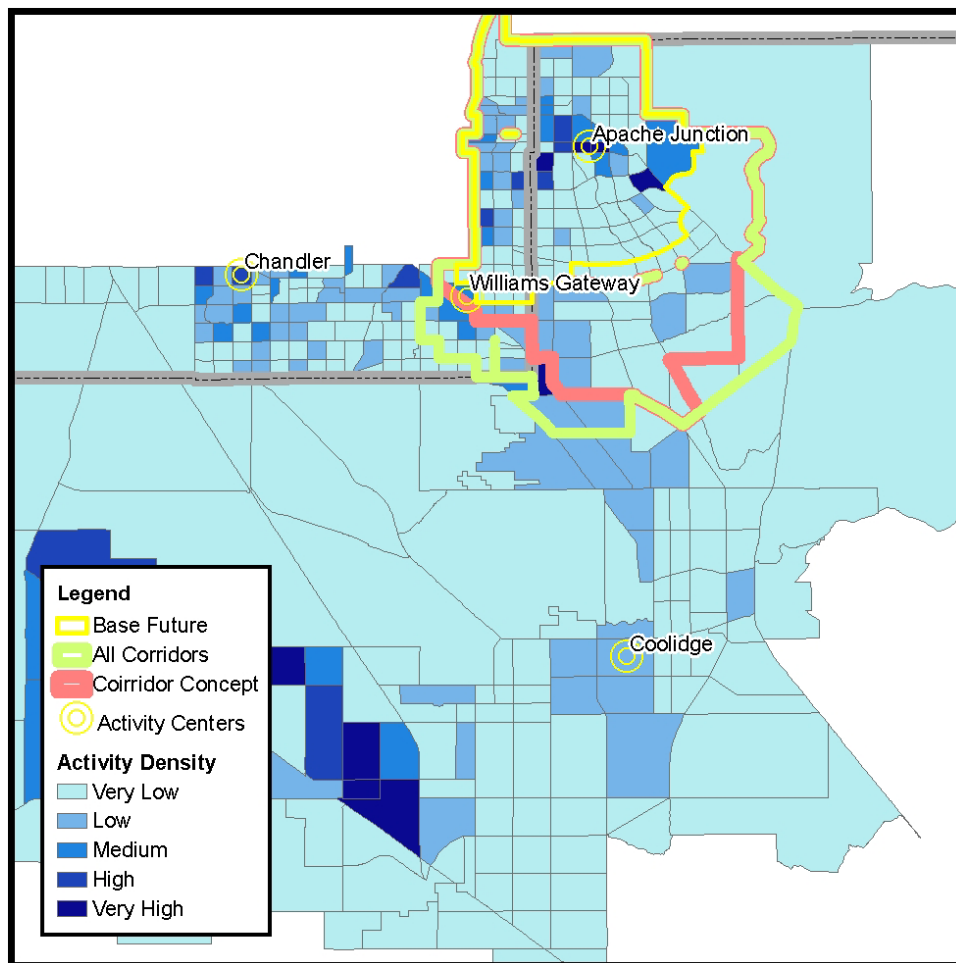 Apache Junction
Chandler
Williams Gateway
Coolidge
Legend
Base Future
All Corridors
Coirridor Concept
Activity Centers
Activity Density
Very Low
Low
Medium
High
Very High